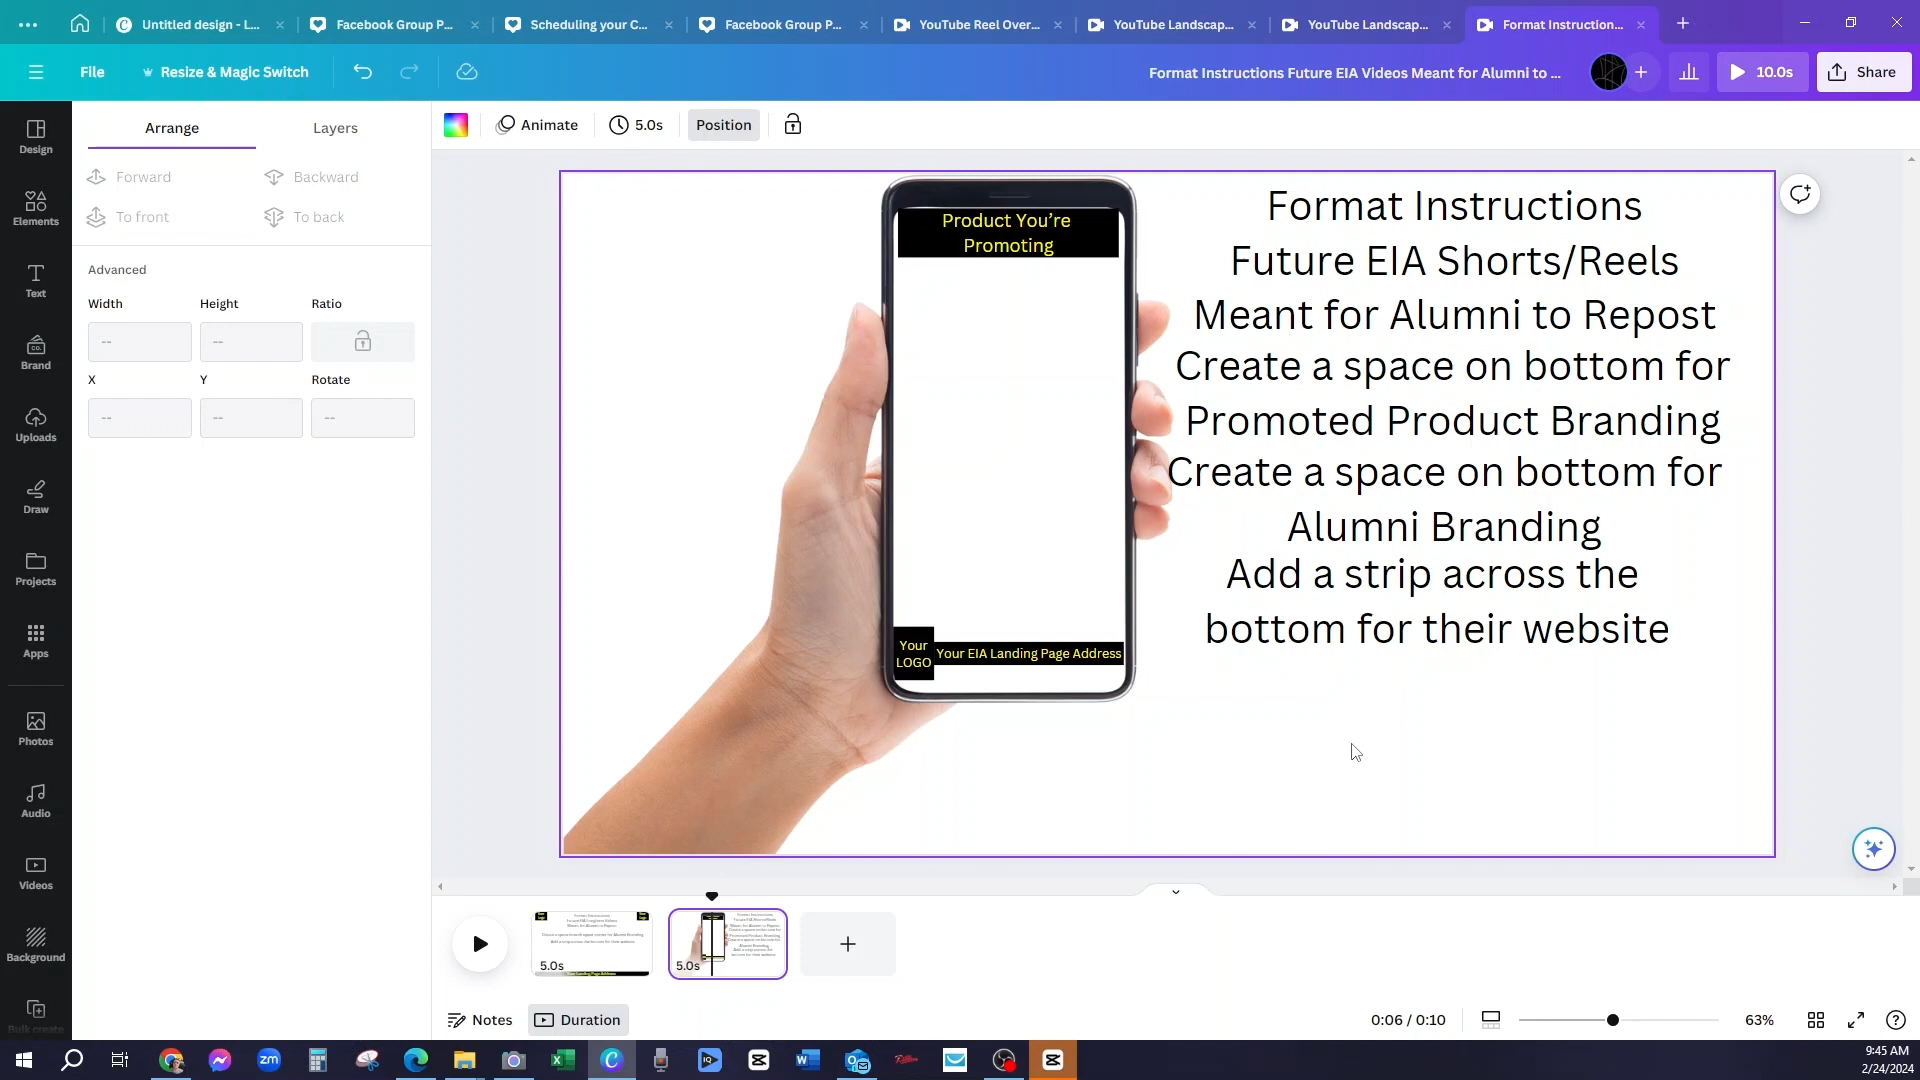 Untitled design - L...
Facebook Group P...
Scheduling your C...
Facebook Group P...
YouTube Reel Over...
YouTube Landscap...
YouTube Landscap...
Format Instruction...
File
Resize & Magic Switch
Format Instructions Future EIA Videos Meant for Alumni to ...
10.0s
Share
Design
Elements
Text
Brand
Uploads
Draw
Projects
Apps
Photos
Audio
Videos
Background
Bulk create
Arrange
Layers
Forward
Backward
To front
To back
Advanced
Width
Height
Ratio
--
--
X
Y
Rotate
--
--
--
Animate
5.0s
Position
Product You're
Promoting
Your
LOGO
Your EIA Landing Page Address
Format Instructions
Future EIA Shorts/Reels
Meant for Alumni to Repost
Create a space on bottom for
Promoted Product Branding
Create a space on bottom for
Alumni Branding
Add a strip across the
bottom for their website
5.0s
5.0s
Notes
Duration
0:06 / 0:10
63%
9:45 AM
2/24/2024